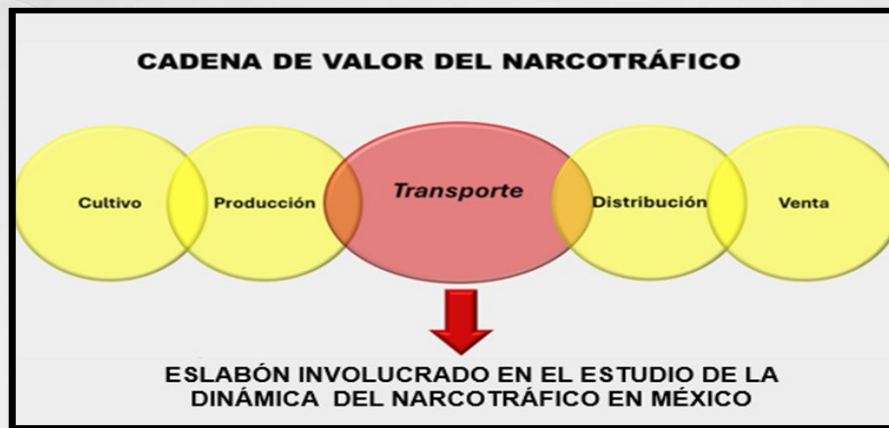 CADENA DE VALOR DEL NARCOTRÁFICO
Cultivo
Producción
Transporte
Distribución
Venta
ESLABÓN INVOLUCRADO EN EL ESTUDIO DE LA
DINÁMICA DEL NARCOTRÁFICO EN MÉXICO